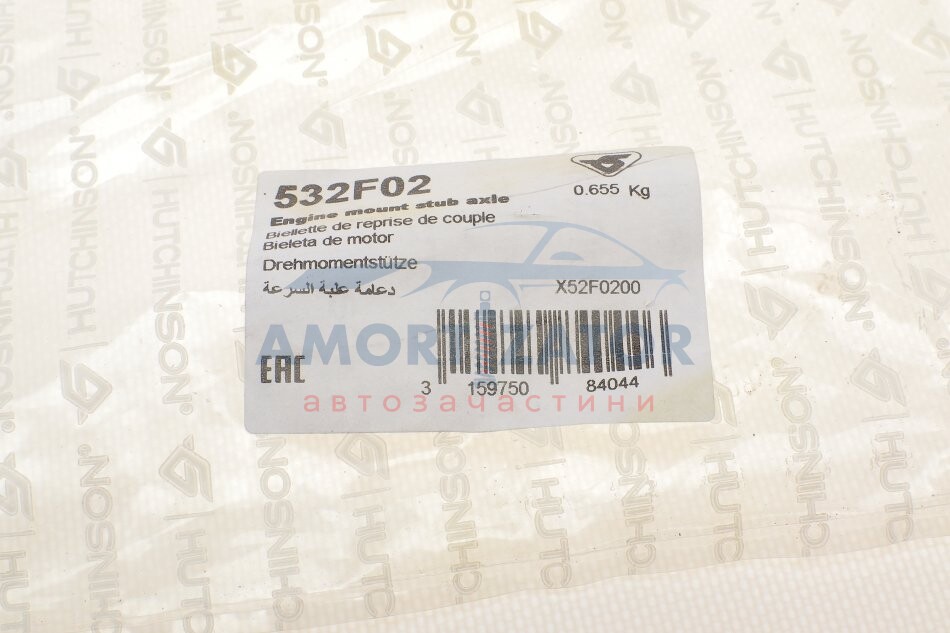 532F02
0.655 Kg
Engine mount stub axle
Biellette de reprise de couple
Bieleta de motor
Drehmomentstütze
دعامة علبة السرعة
X52F0200
AMORTIZATOR
EAC
3 159750 84044
автозачастини
HUTCHINSON®